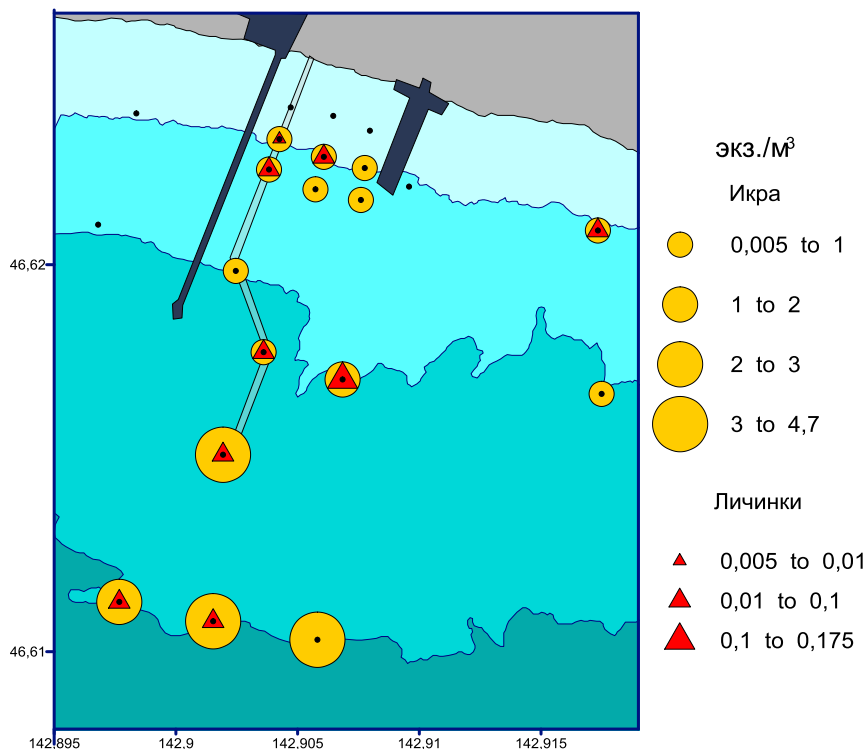 экз./м³
Икра
0,005 to 1
1 to 2
2 to 3
3 to 4,7
Личинки
0,005 to 0,01
0,01 to 0,1
0,1 to 0,175
46,62
46,61
142,895 142,9 142,905 142,91 142,915